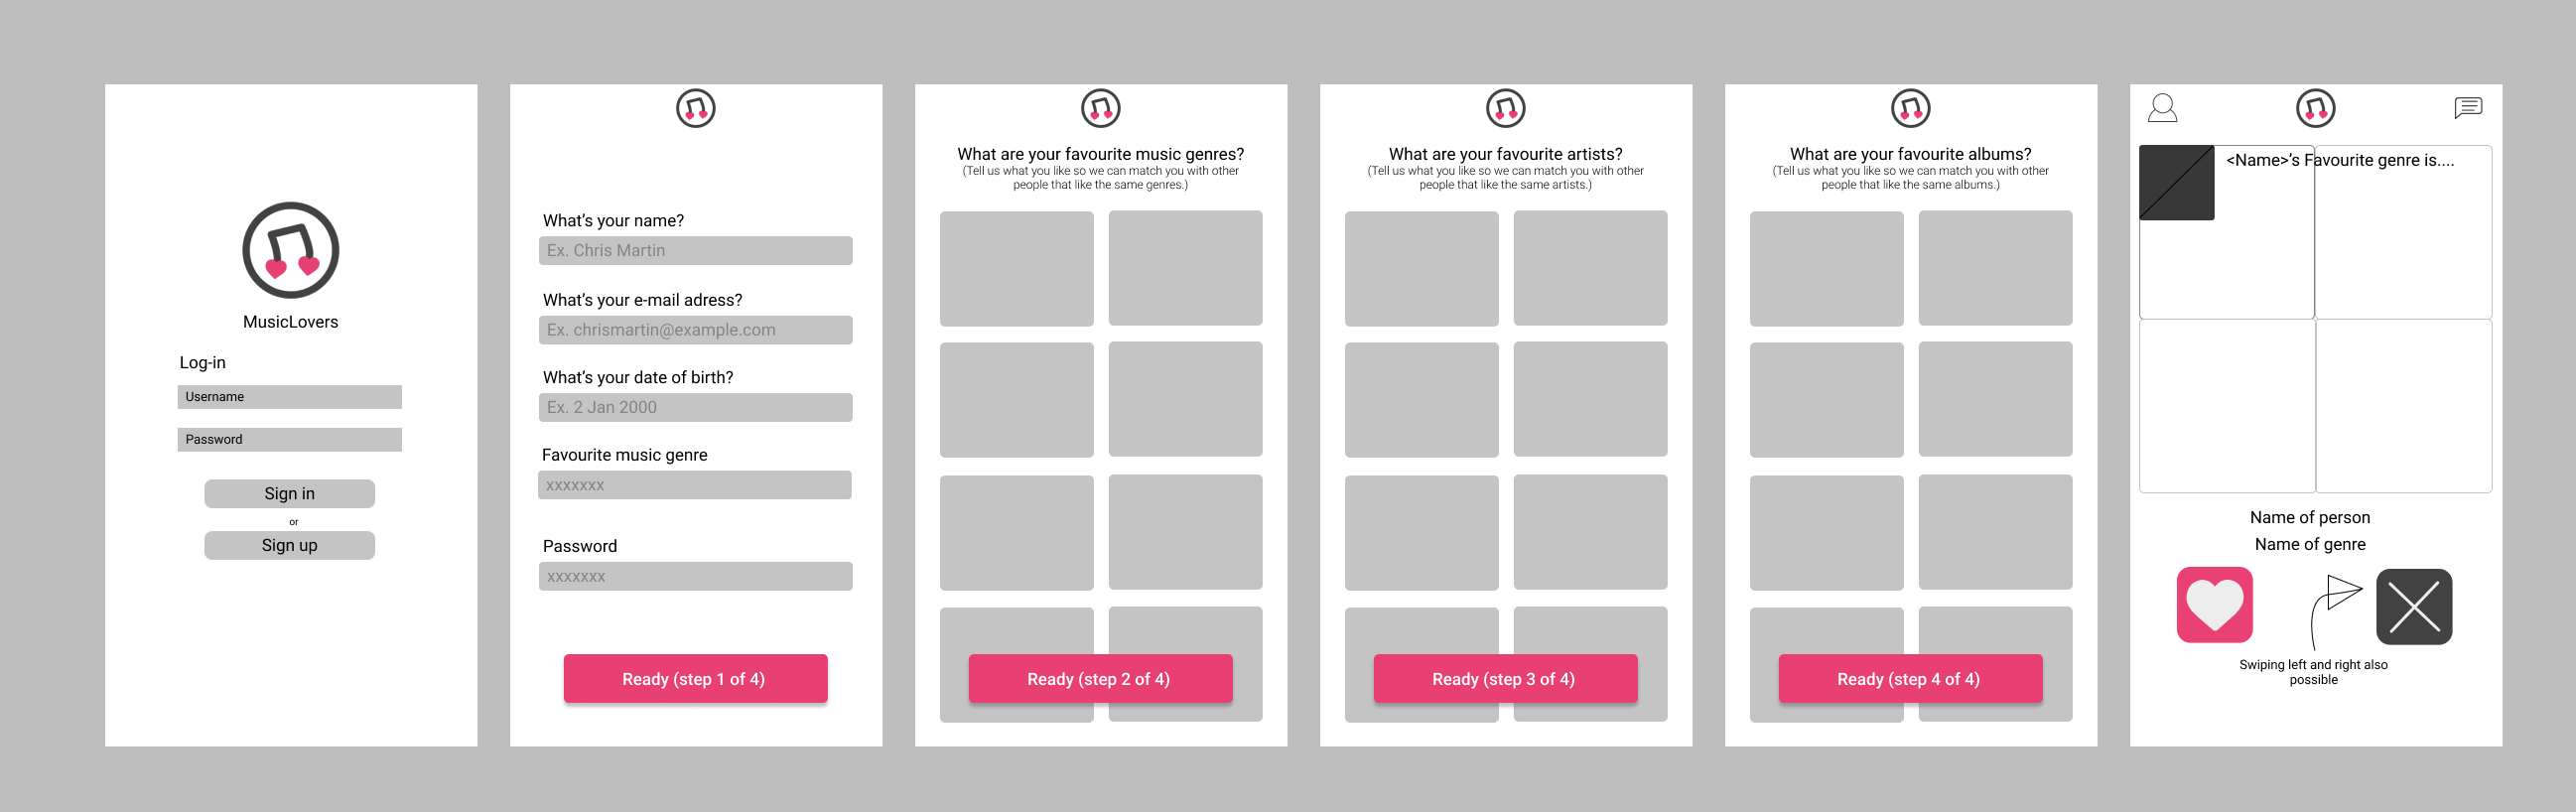 MusicLovers
Log-in
Username
Password
Sign in
or
Sign up
What's your name?
Ex. Chris Martin
What's your e-mail adress?
Ex. chrismartin@example.com
What's your date of birth?
Ex. 2 Jan 2000
Favourite music genre
xxxxxxx
Password
xxxxxxx
Ready (step 1 of 4)
What are your favourite music genres?
(Tell us what you like so we can match you with other
people that like the same genres.)
Ready (step 2 of 4)
What are your favourite artists?
(Tell us what you like so we can match you with other
people that like the same artists.)
Ready (step 3 of 4)
What are your favourite albums?
(Tell us what you like so we can match you with other
people that like the same albums.)
Ready (step 4 of 4)
<Name>'s Favourite genre is....
Name of person
Name of genre
Swiping left and right also
possible